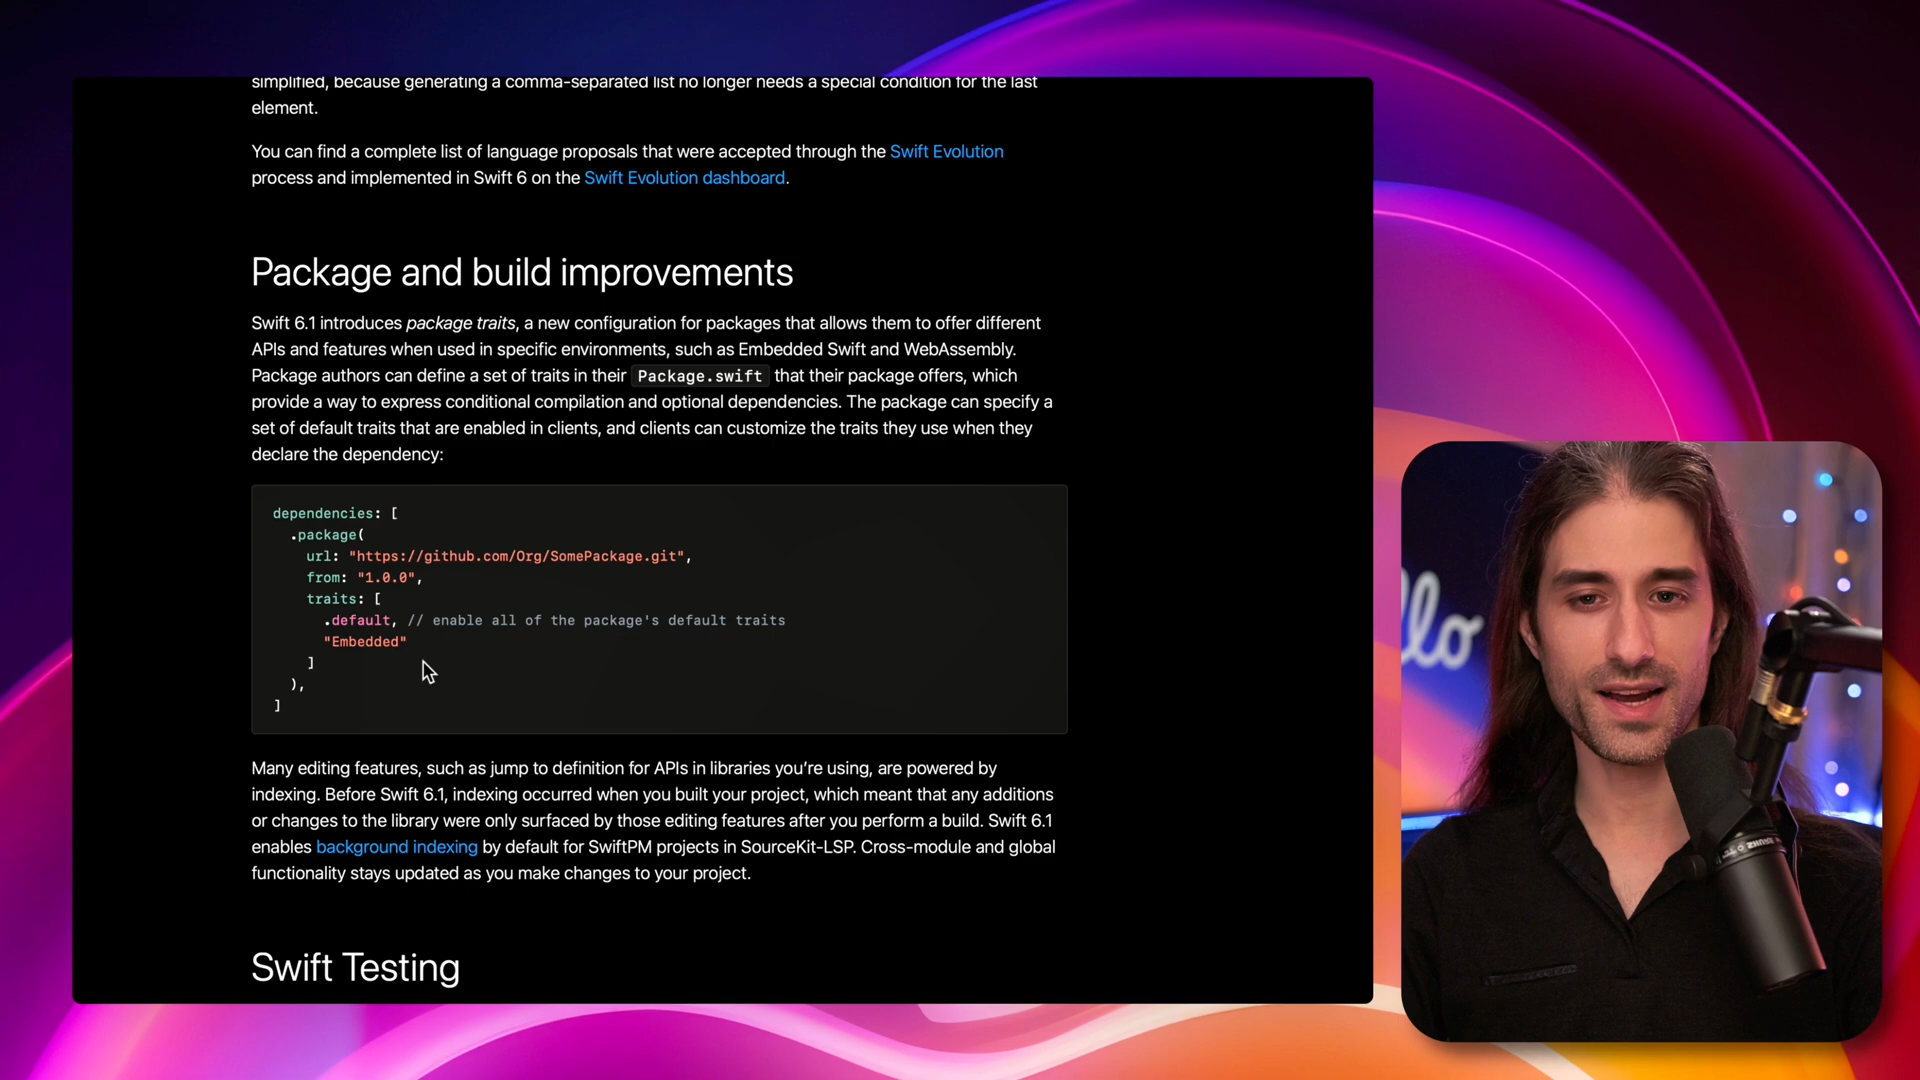 simplified, because generating a comma-separated list no longer needs a special condition for the last
element.
You can find a complete list of language proposals that were accepted through the Swift Evolution
process and implemented in Swift 6 on the Swift Evolution dashboard.
Package and build improvements
Swift 6.1 introduces package traits, a new configuration for packages that allows them to offer different
APIs and features when used in specific environments, such as Embedded Swift and WebAssembly.
Package authors can define a set of traits in their Package.swift that their package offers, which
provide a way to express conditional compilation and optional dependencies. The package can specify a
set of default traits that are enabled in clients, and clients can customize the traits they use when they
declare the dependency:
dependencies: [
.package(
url: "https://github.com/Org/SomePackage.git",
from: "1.0.0",
traits: [
.default, // enable all of the package's default traits
"Embedded"
]
),
]
Many editing features, such as jump to definition for APIs in libraries you’re using, are powered by
indexing. Before Swift 6.1, indexing occurred when you built your project, which meant that any additions
or changes to the library were only surfaced by those editing features after you perform a build. Swift 6.1
enables background indexing by default for SwiftPM projects in SourceKit-LSP. Cross-module and global
functionality stays updated as you make changes to your project.
Swift Testing